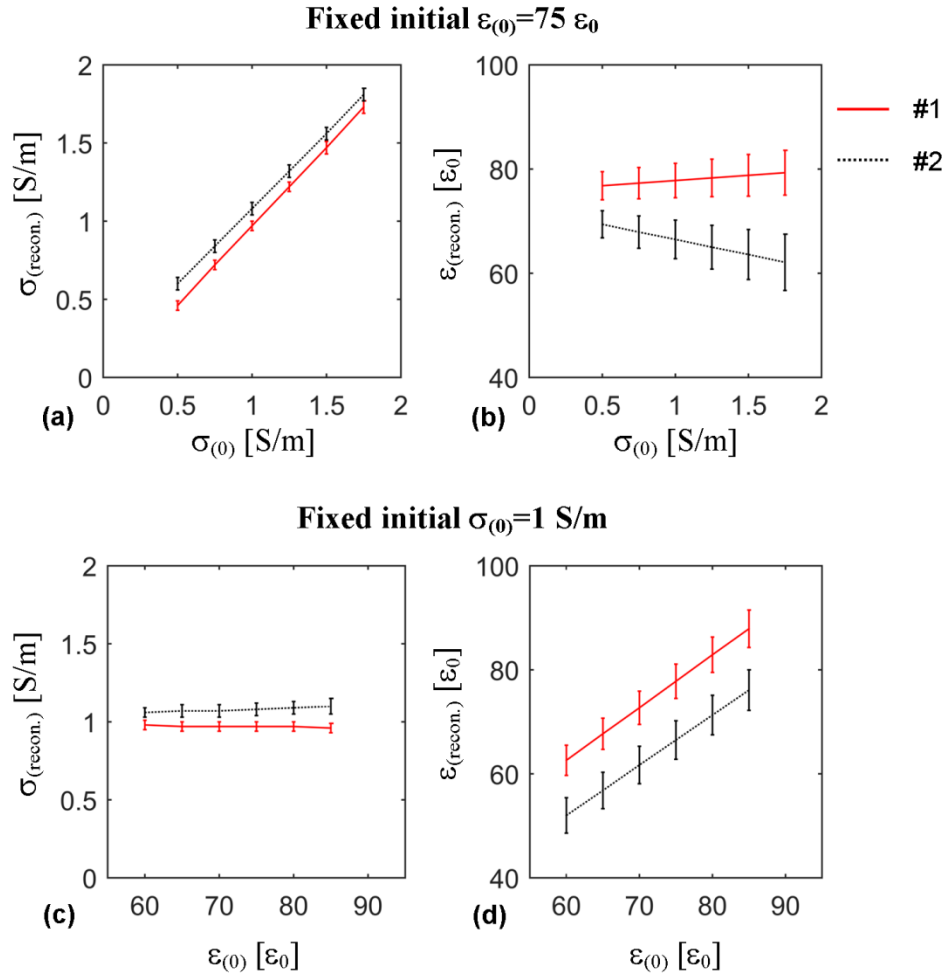 Fixed initial ε(0)=75 ε0
2
1.5
1
0.5
0
σ(recon.) [S/m]
0 0.5 1 1.5 2
(a)
σ(0) [S/m]
100
80
60
40
ε(recon.) [ε0]
0 0.5 1 1.5 2
(b)
σ(0) [S/m]
#1
#2
Fixed initial σ(0)=1 S/m
2
1.5
1
0.5
0
σ(recon.) [S/m]
60 70 80 90
(c)
ε(0) [ε0]
100
80
60
40
ε(recon.) [ε0]
60 70 80 90
(d)
ε(0) [ε0]